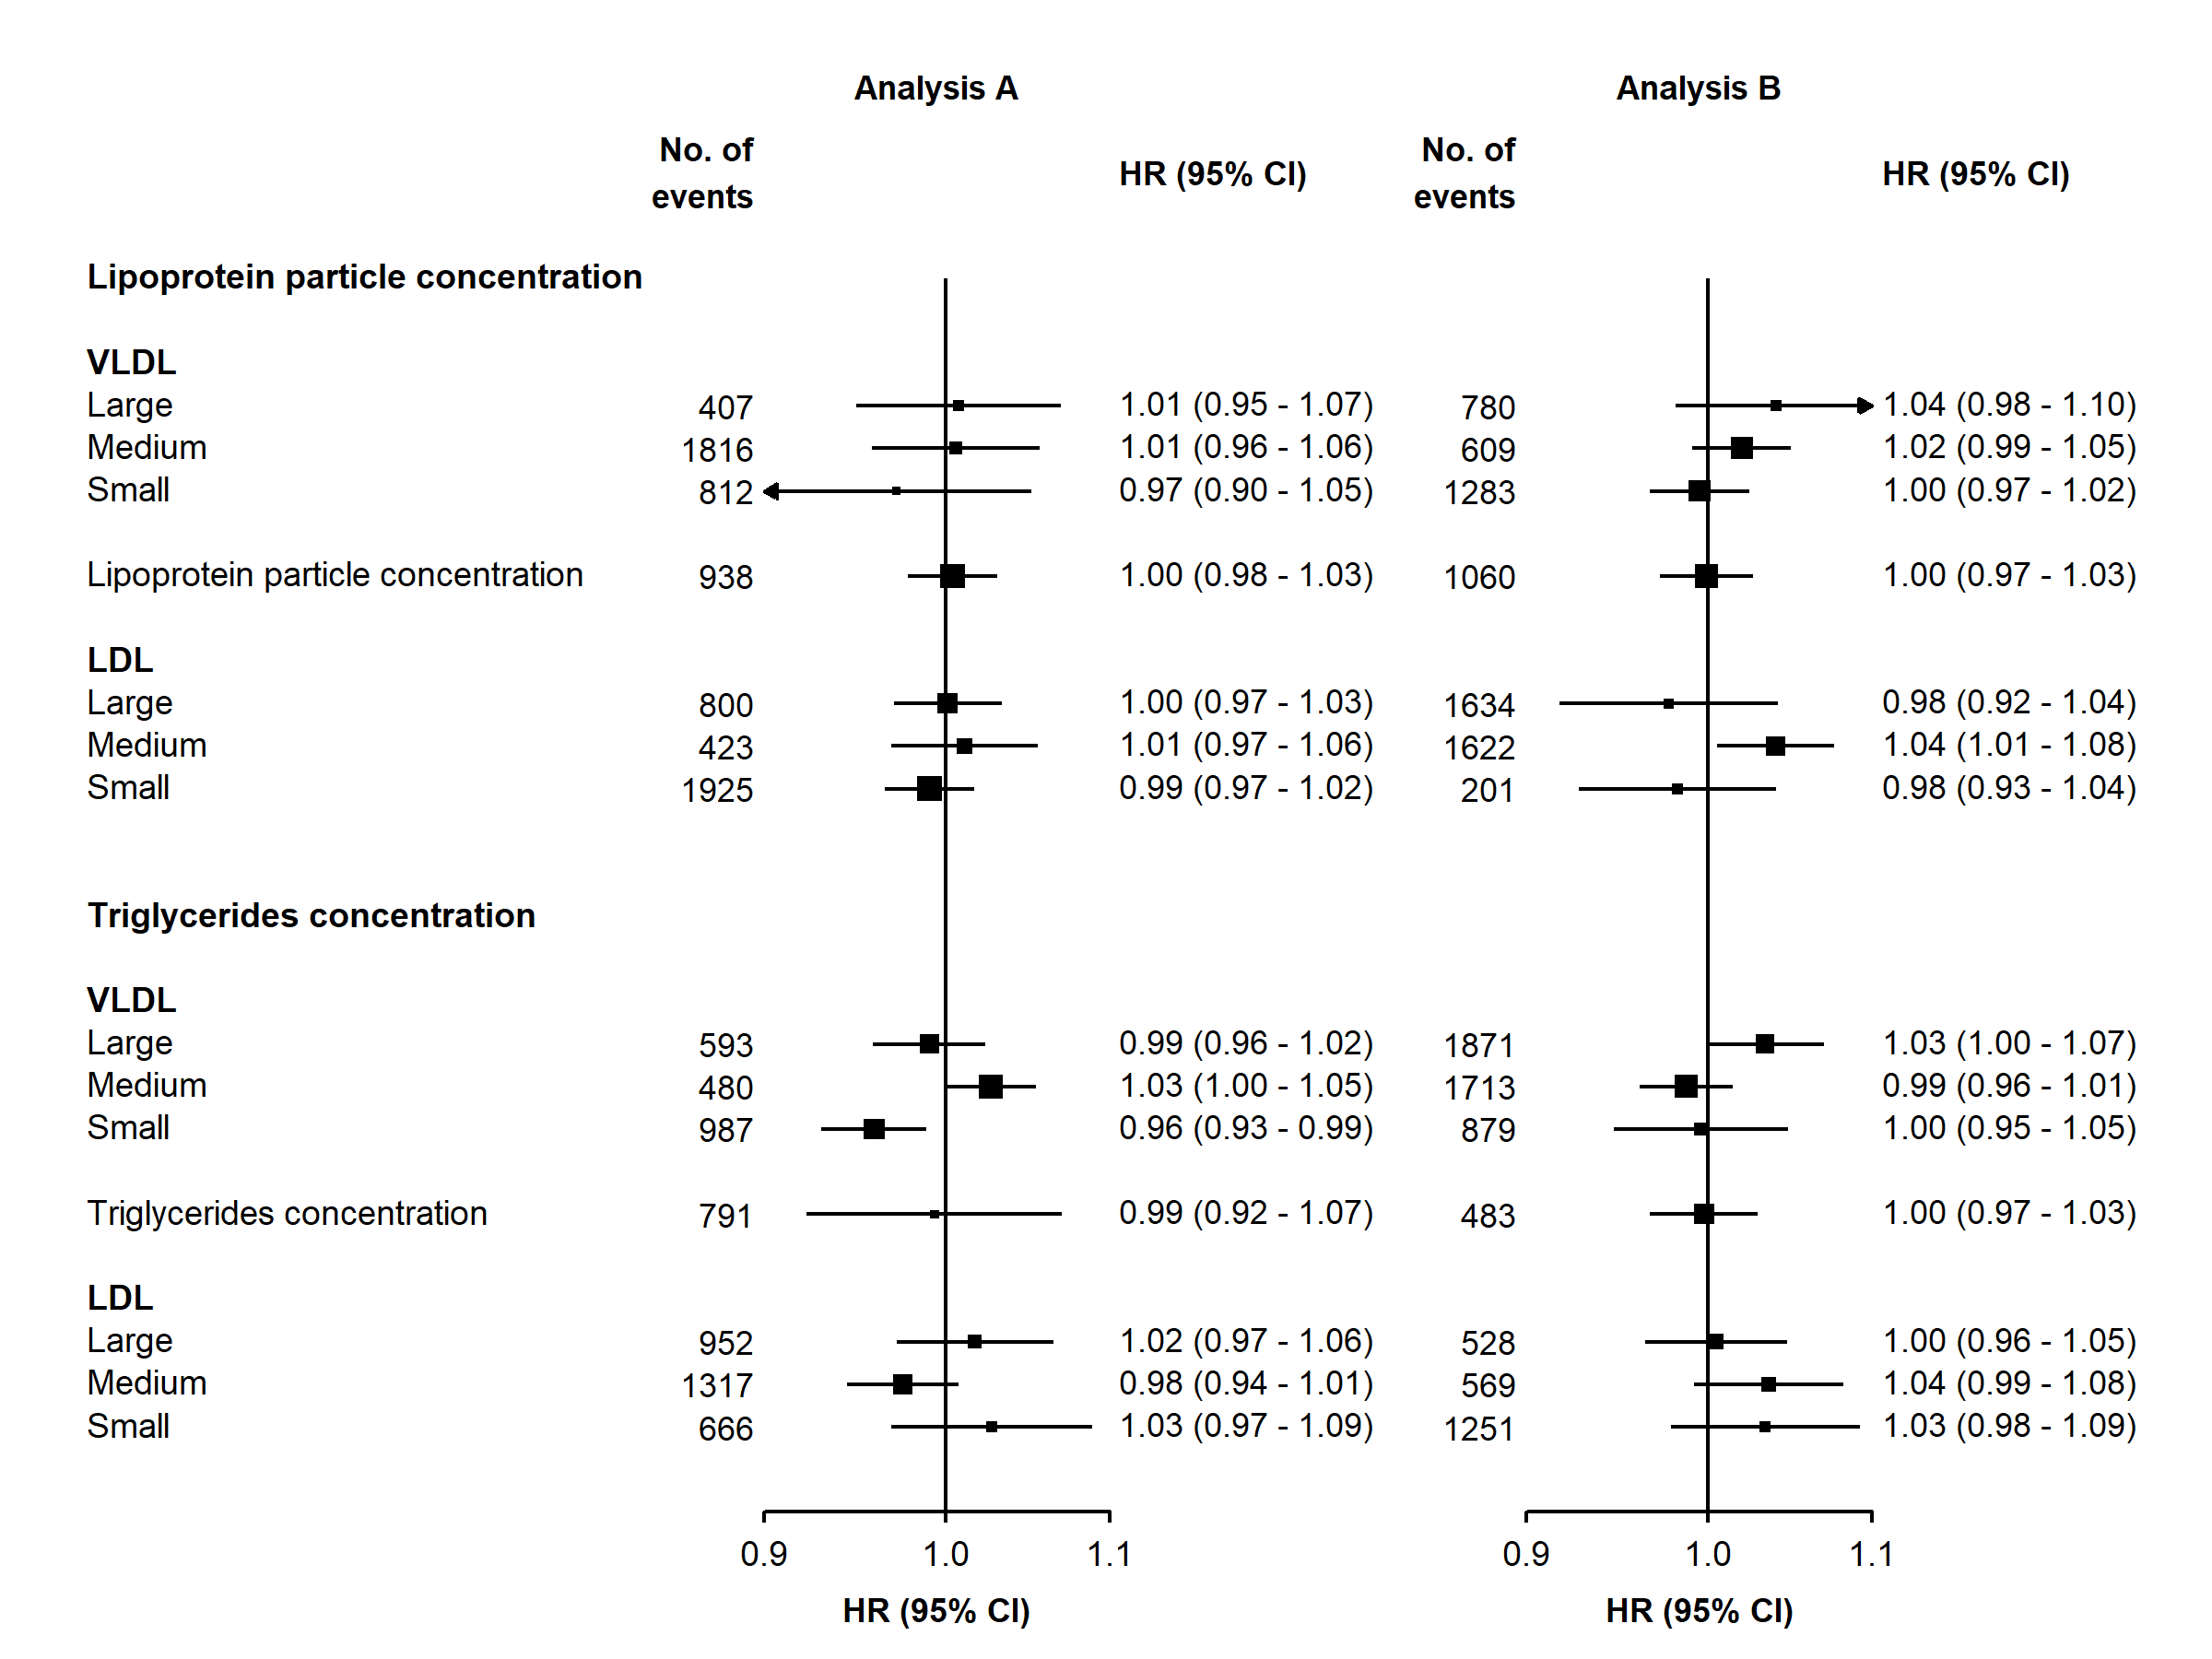 Analysis A Analysis B
No. of events HR (95% CI) No. of events HR (95% CI)
Lipoprotein particle concentration
VLDL
Large 407 1.01 (0.95 - 1.07) 780 1.04 (0.98 - 1.10)
Medium 1816 1.01 (0.96 - 1.06) 609 1.02 (0.99 - 1.05)
Small 812 0.97 (0.90 - 1.05) 1283 1.00 (0.97 - 1.02)
Lipoprotein particle concentration 938 1.00 (0.98 - 1.03) 1060 1.00 (0.97 - 1.03)
LDL
Large 800 1.00 (0.97 - 1.03) 1634 0.98 (0.92 - 1.04)
Medium 423 1.01 (0.97 - 1.06) 1622 1.04 (1.01 - 1.08)
Small 1925 0.99 (0.97 - 1.02) 201 0.98 (0.93 - 1.04)
Triglycerides concentration
VLDL
Large 593 0.99 (0.96 - 1.02) 1871 1.03 (1.00 - 1.07)
Medium 480 1.03 (1.00 - 1.05) 1713 0.99 (0.96 - 1.01)
Small 987 0.96 (0.93 - 0.99) 879 1.00 (0.95 - 1.05)
Triglycerides concentration 791 0.99 (0.92 - 1.07) 483 1.00 (0.97 - 1.03)
LDL
Large 952 1.02 (0.97 - 1.06) 528 1.00 (0.96 - 1.05)
Medium 1317 0.98 (0.94 - 1.01) 569 1.04 (0.99 - 1.08)
Small 666 1.03 (0.97 - 1.09) 1251 1.03 (0.98 - 1.09)
0.9 1.0 1.1 0.9 1.0 1.1
HR (95% CI) HR (95% CI)